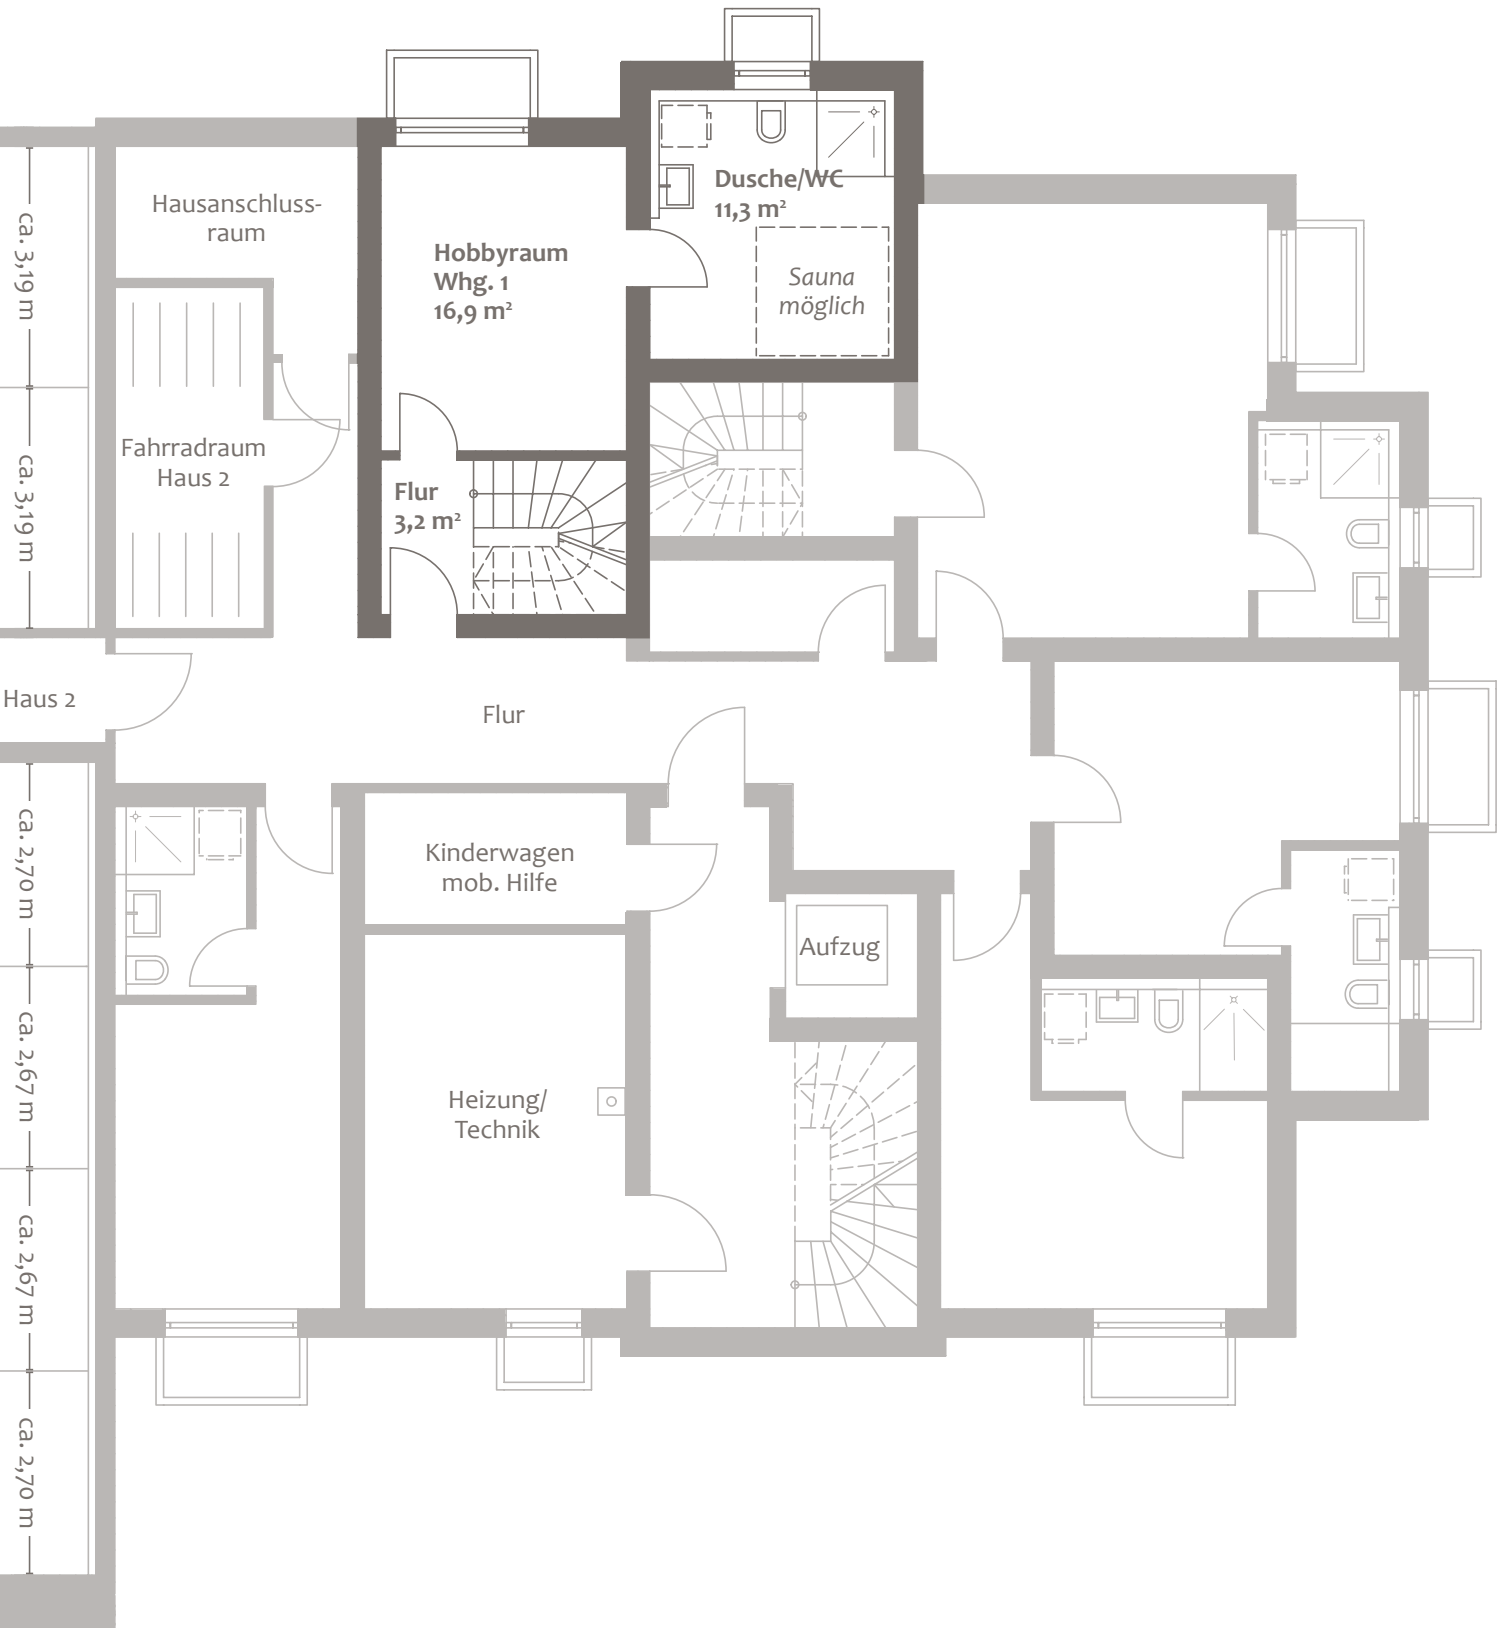 Hausanschluss-
raum
Hobbyraum
Whg. 1
16,9 m²
Dusche/WC
11,3 m²
Sauna
möglich
Fahrradraum
Haus 2
Flur
3,2 m²
Haus 2
Flur
Kinderwagen
mob. Hilfe
Aufzug
Heizung/
Technik
ca. 3,19 m
ca. 3,19 m
ca. 2,70 m
ca. 2,67 m
ca. 2,67 m
ca. 2,70 m